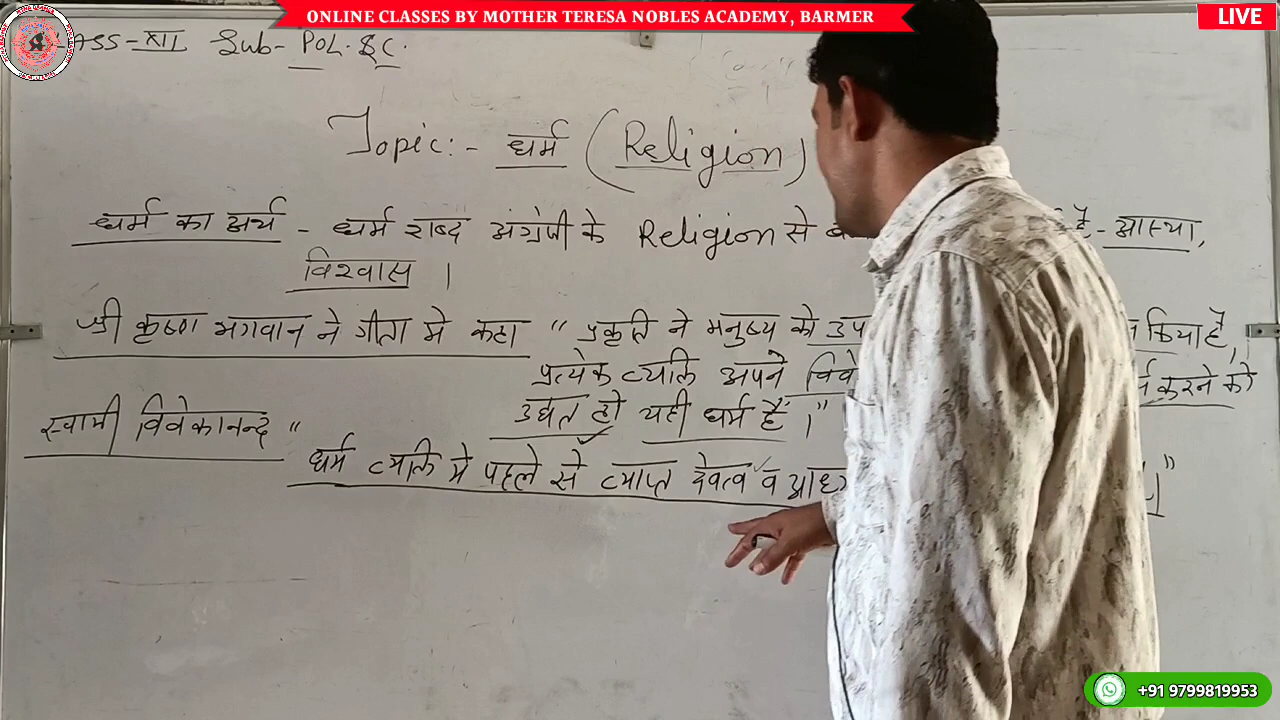 ONLINE CLASSES BY MOTHER TERESA NOBLES ACADEMY, BARMER
LIVE
XII Sub- POL. SC.
Topic:- धर्म (Religion)
धर्म का अर्थ - धर्म शब्द अंग्रेजी के Religion से है - आस्था,
विश्वास ।
श्री कृष्ण भगवान ने गीता मे कहा " प्रकृति ने मनुष्य को किया है,
प्रत्येक व्यक्ति अपने करने को
उद्यत हो यही धर्म है ।"
स्वामी विवेकानन्द "
धर्म व्यक्ति मे पहले से व्याप्त देवत्व व
+91 9799819953